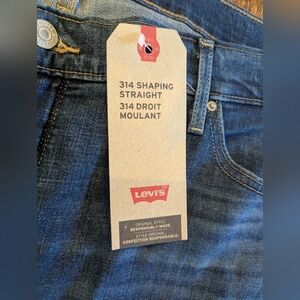 314 SHAPING
STRAIGHT
314 DROIT
MOULANT
LEVI'S
ORIGINAL STYLE
RESPONSIBLY MADE.
STYLE ORIGINAL
CONFECTION RESPONSABLE.